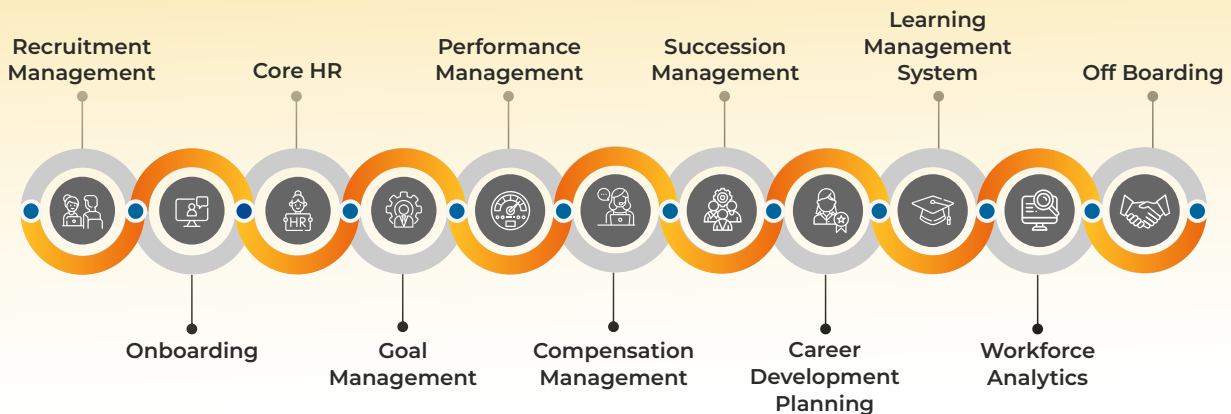 Recruitment
Management
Onboarding
Core HR
HR
Goal
Management
Performance
Management
Compensation
Management
Succession
Management
Career
Development
Planning
Learning
Management
System
Workforce
Analytics
Off Boarding